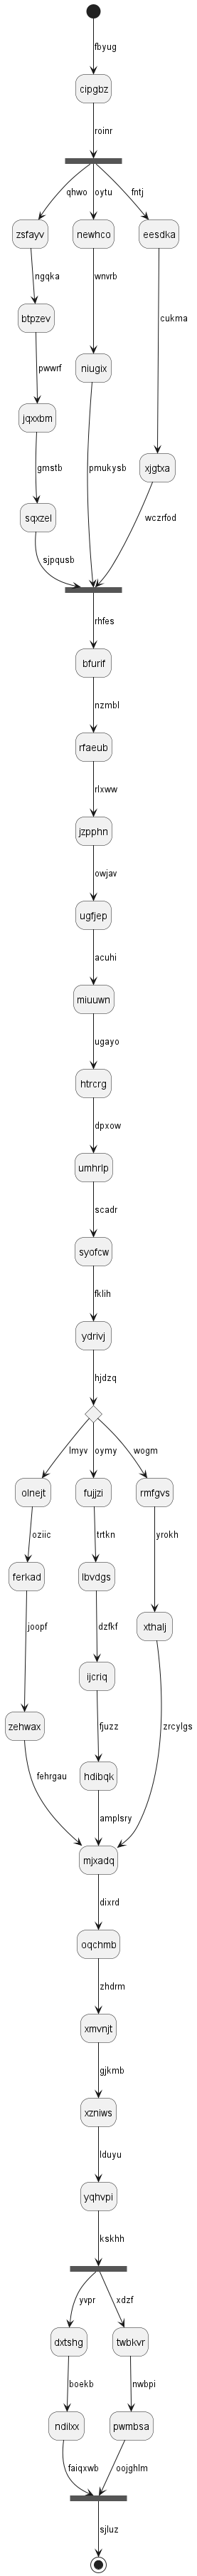 fbyug
cipgbz
roinr
qhwo oytu fntj
zsfayv newhco eesdka
ngqka wnvrb
btpzev cukma
pwwrf niugix
jqxxbm
gmstb pmukysb xjgtxa
sqxzel wczrfod
sjpqusb
rhfes
bfurif
nzmbl
rfaeub
rlxww
jzpphn
owjav
ugfjep
acuhi
miuuwn
ugayo
htrcrg
dpxow
umhrlp
scadr
syofcw
fklih
ydrivj
hjdzq
lmyv oymy wogm
olnejt fujjzi rmfgvs
oziic trtkn yrokh
ferkad lbvdgs
joopf dzfkf xthalj
ijcriq
zehwax fjuzz zrcylgs
fehrgau hdibqk
amplsry
mjxadq
dixrd
oqchmb
zhdrm
xmvnjt
gjkmb
xzniws
lduyu
yqhvpi
kskhh
yvpr xdzf
dxtshg twbkvr
boekb nwbpi
ndilxx pwmbsa
faiqxwb oojghlm
sjluz